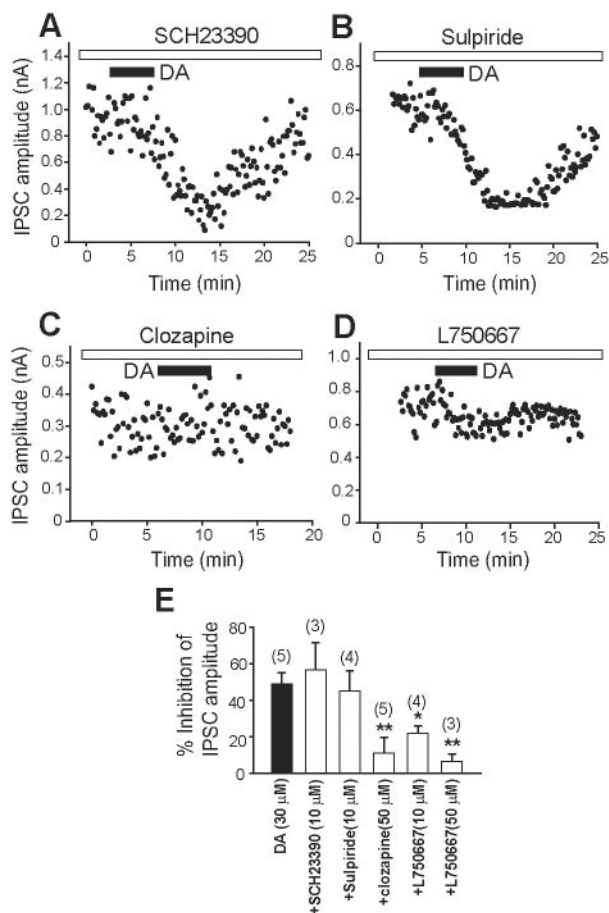 A SCH23390
DA
IPSC amplitude (nA)
1.4
1.2
1.0
0.8
0.6
0.4
0.2
0
0 5 10 15 20 25
Time (min)
B Sulpiride
DA
0.8
0.6
0.4
0.2
0
0 5 10 15 20 25
Time (min)
C Clozapine
DA
IPSC amplitude (nA)
0.5
0.4
0.3
0.2
0.1
0
0 5 10 15 20
Time (min)
D L750667
DA
1.0
0.8
0.6
0.4
0.2
0
0 5 10 15 20 25
Time (min)
E
% Inhibition of
IPSC amplitude
80
60
40
20
0
(5)
(3)
(4)
(5)
**
(4)
*
(3)
**
DA (30 μM)
+SCH23390 (10 μM)
+Sulpiride(10 μM)
+clozapine(50 μM)
+L750667(10 μM)
+L750667(50 μM)